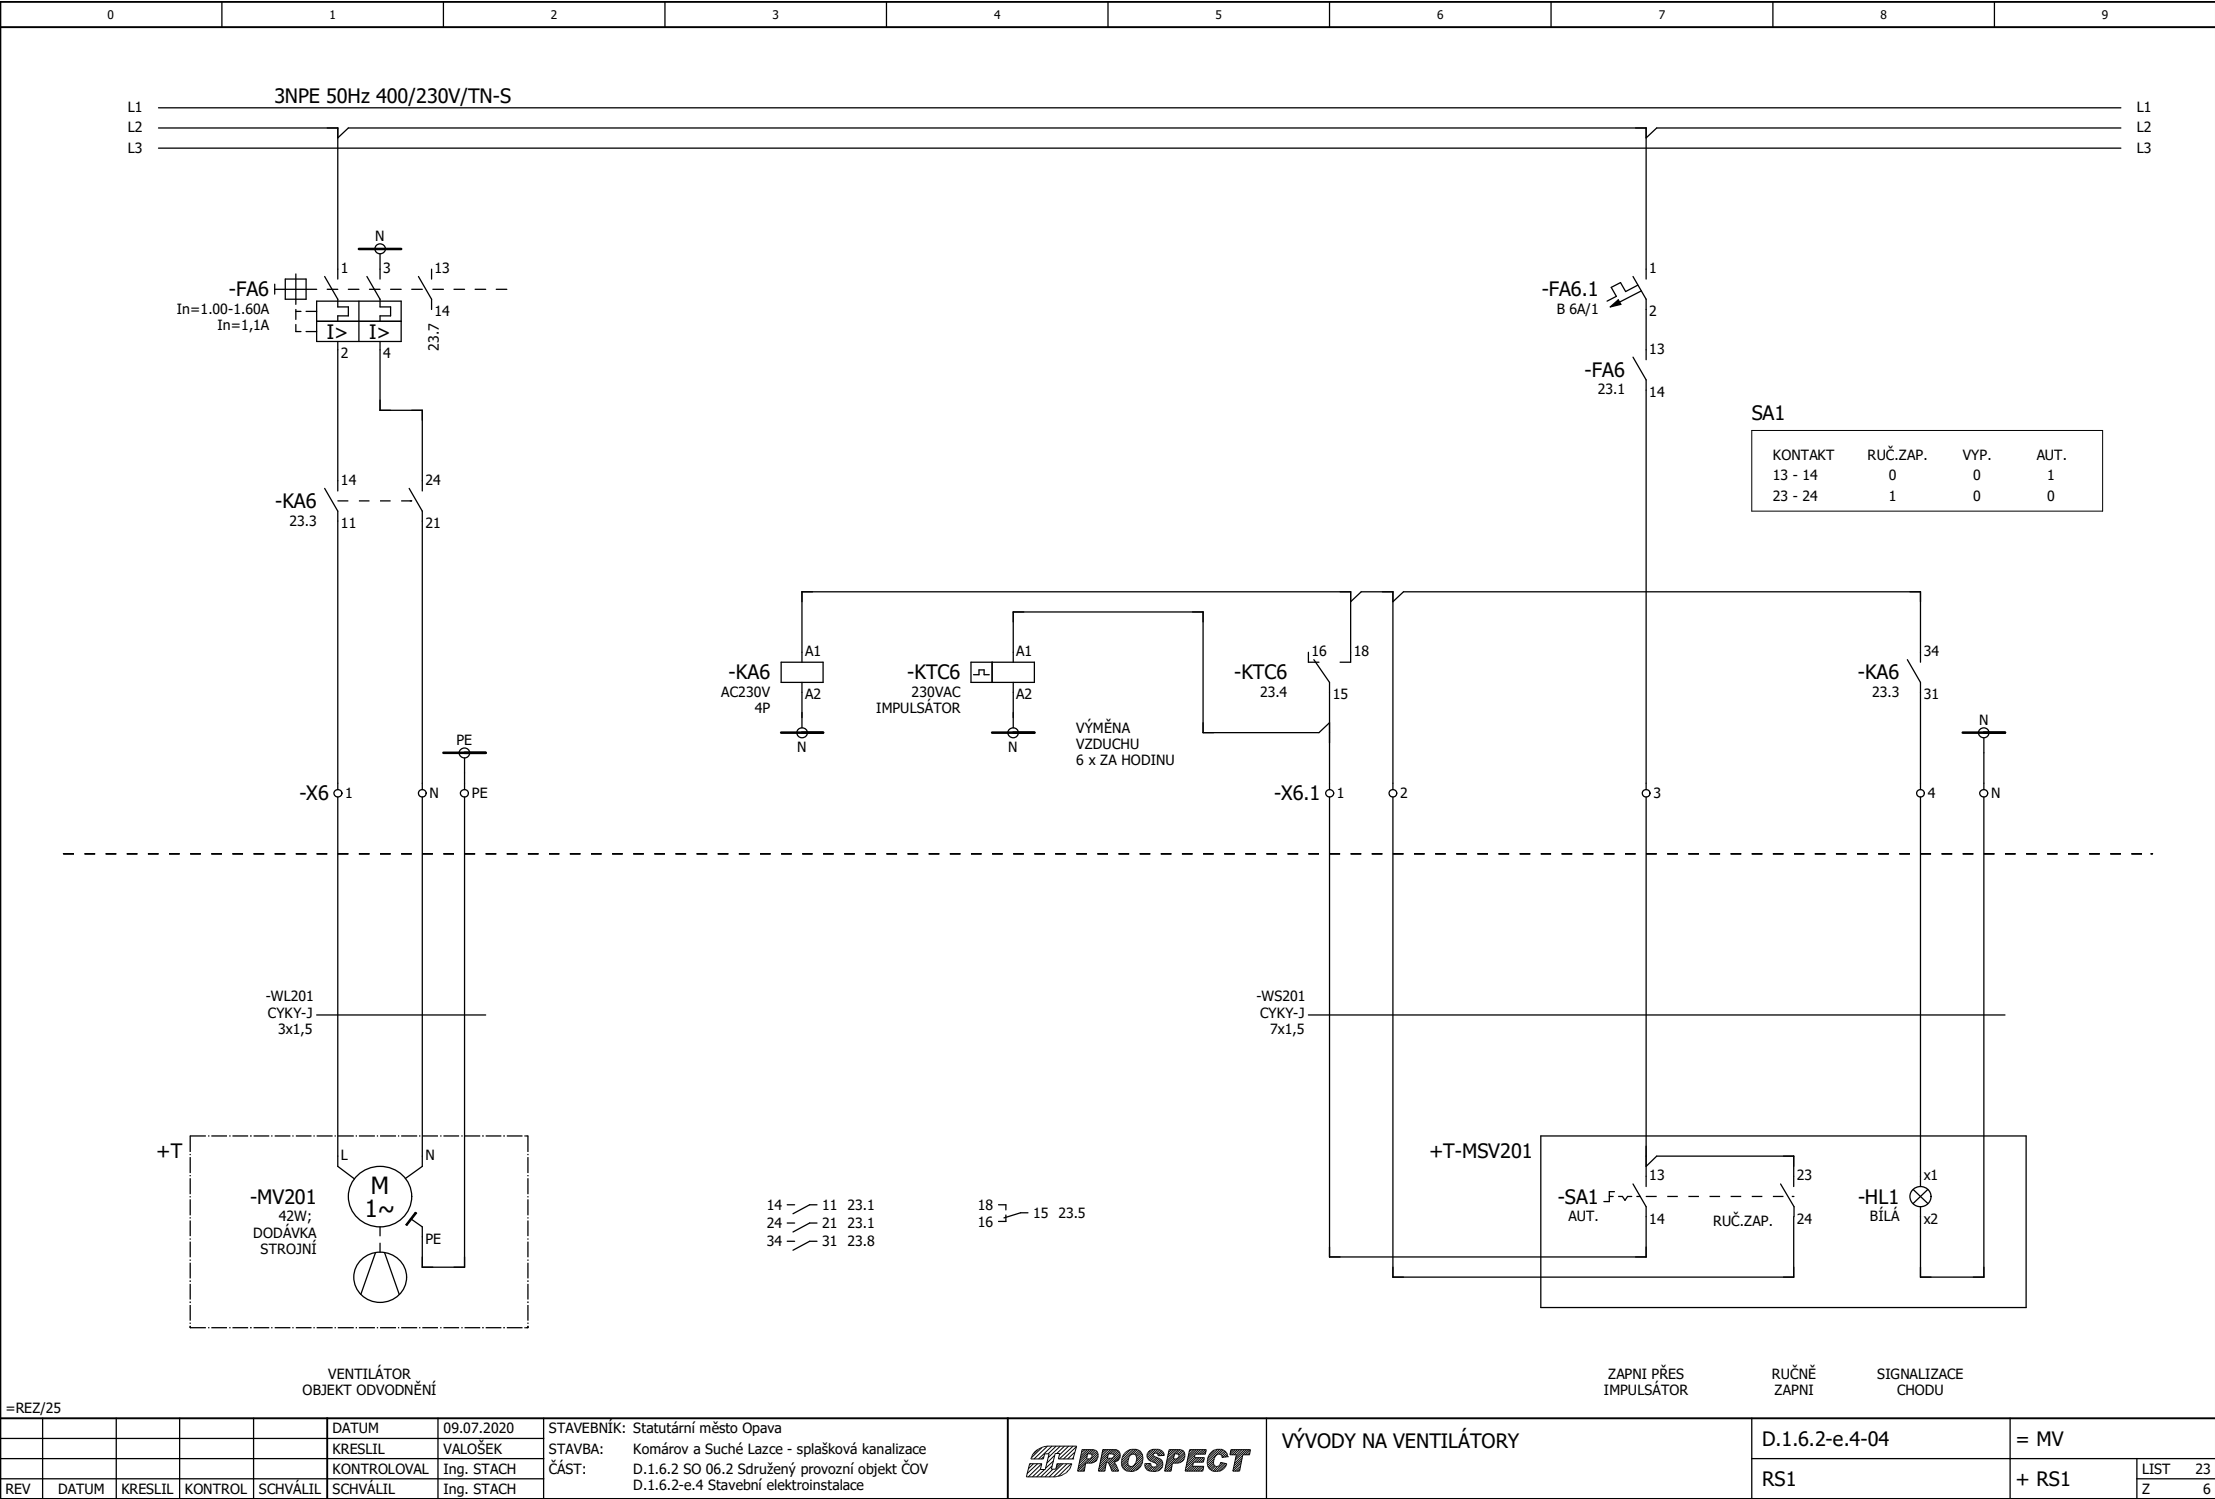 0 1 2 3 4 5 6 7 8 9
3NPE 50Hz 400/230V/TN-S
L1 L1
L2 L2
L3 L3
N
1 3 13
-FA6
In=1.00-1.60A
In=1,1A
14
I> I>
23.7
2 4
1
-FA6.1
B 6A/1
2
13
-FA6
23.1
14
SA1
KONTAKT RUČ.ZAP. VYP. AUT.
13 - 14 0 0 1
23 - 24 1 0 0
14 24
-KA6
23.3
11 21
A1
-KA6
AC230V
4P
A2
N
A1
-KTC6
230VAC
IMPULSÁTOR
A2
N
VÝMĚNA
VZDUCHU
6 x ZA HODINU
16 18
-KTC6
23.4
15
34
-KA6
23.3
31
PE
N
-X6 1 N PE
-X6.1 1 2 3 4 N
-WL201
CYKY-J
3x1,5
-WS201
CYKY-J
7x1,5
+T
L N
M
1~
-MV201
42W;
DODÁVKA
STROJNÍ
PE
14 11 23.1
24 21 23.1
34 31 23.8
18
16 15 23.5
+T-MSV201
13 23
-SA1
AUT.
14
RUČ.ZAP.
24
x1
-HL1
BÍLÁ
x2
VENTILÁTOR
OBJEKT ODVODNĚNÍ
ZAPNI PŘES
IMPULSÁTOR
RUČNĚ
ZAPNI
SIGNALIZACE
CHODU
=REZ/25
DATUM 09.07.2020
KRESLIL VALOŠEK
KONTROLOVAL Ing. STACH
REV DATUM KRESLIL KONTROL SCHVÁLIL SCHVÁLIL Ing. STACH
STAVEBNÍK: Statutární město Opava
STAVBA: Komárov a Suché Lazce - splašková kanalizace
ČÁST: D.1.6.2 SO 06.2 Sdružený provozní objekt ČOV
D.1.6.2-e.4 Stavební elektroinstalace
PROSPECT
VÝVODY NA VENTILÁTORY
D.1.6.2-e.4-04
RS1
= MV
+ RS1
LIST 23
Z 6